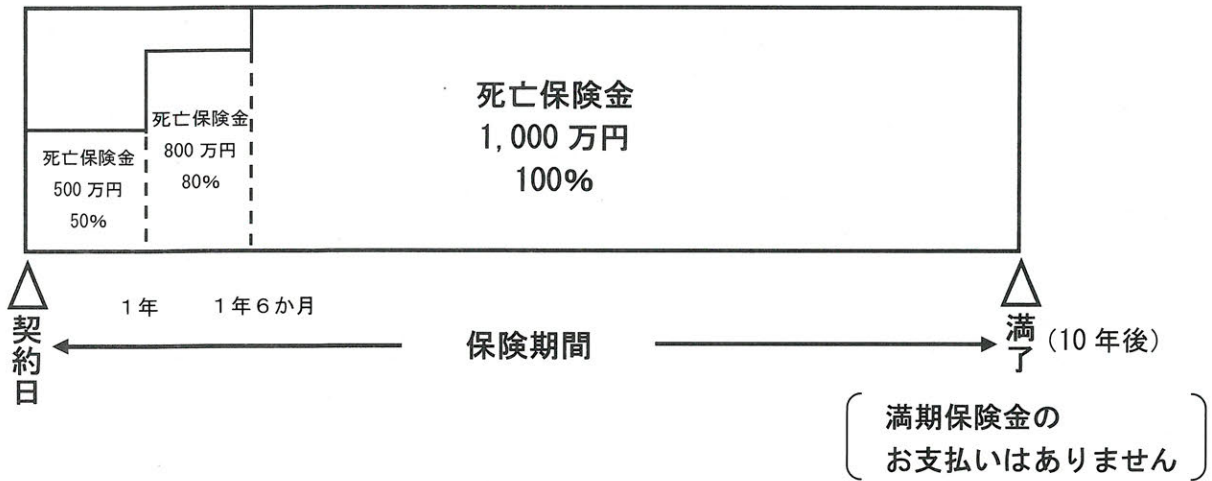 死亡保険金
500 万円
50%
死亡保険金
800 万円
80%
死亡保険金
1,000 万円
100%
1年
1年6か月
契約日
保険期間
満了
(10 年後)
満期保険金の
お支払いはありません